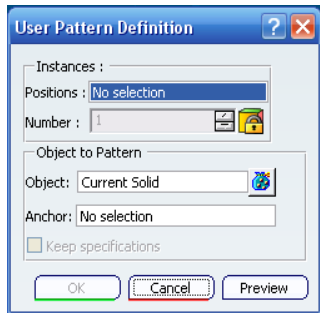 User Pattern Definition
Instances :
Positions : No selection
Number : 1
Object to Pattern
Object: Current Solid
Anchor: No selection
Keep specifications
OK Cancel Preview